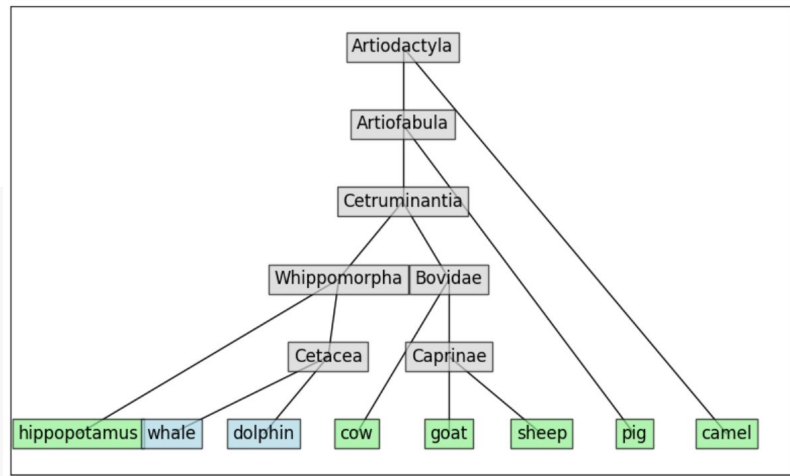 Artiodactyla
Artiofabula
Cetruminantia
Whippomorpha Bovidae
Cetacea Caprinae
hippopotamus whale dolphin cow goat sheep pig camel